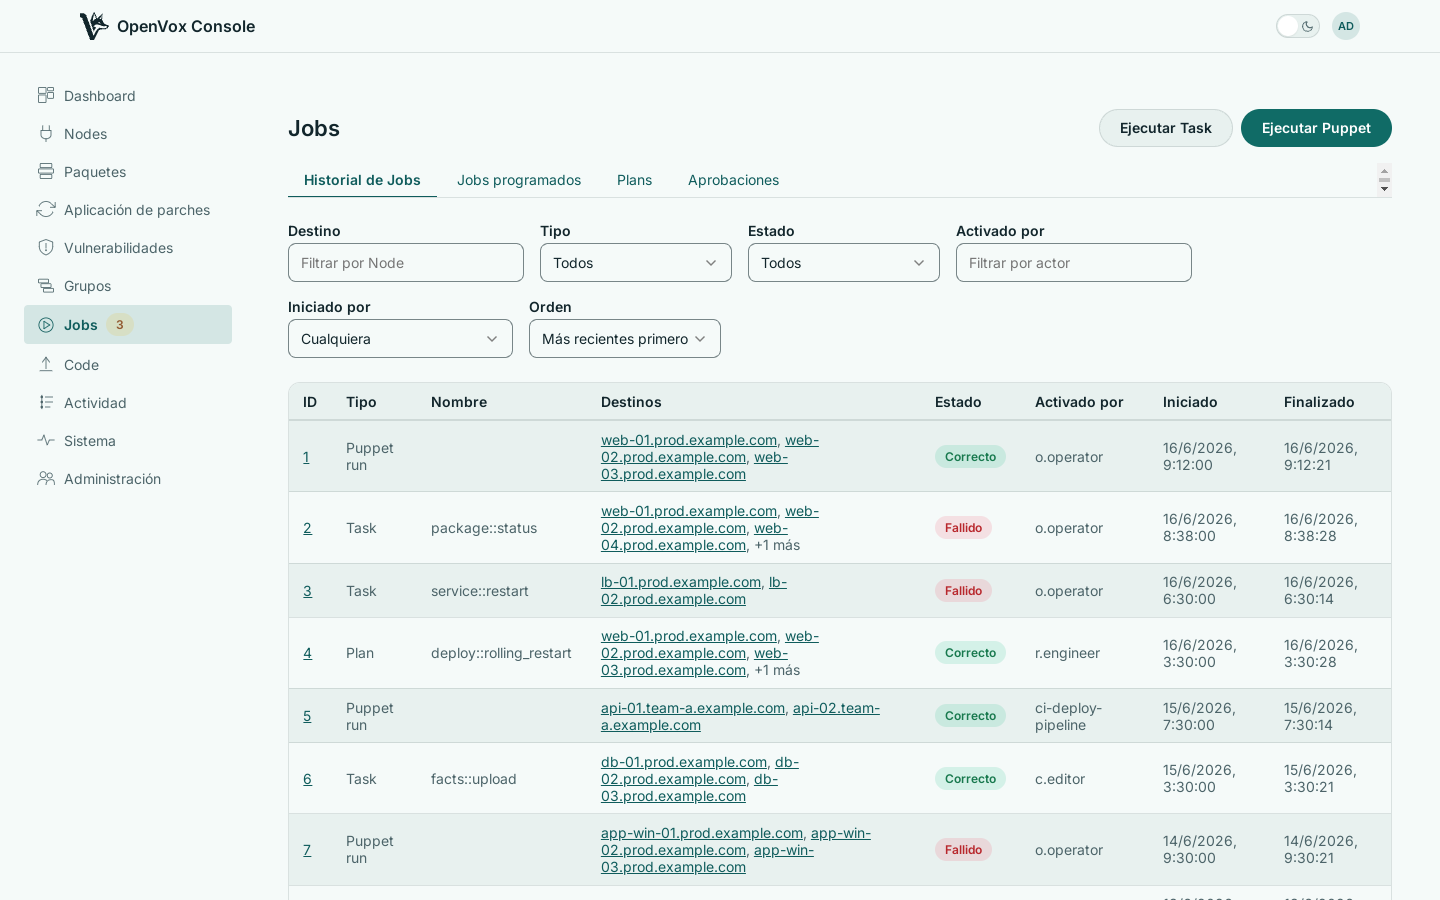 OpenVox Console
AD
Dashboard
Nodes
Paquetes
Aplicación de parches
Vulnerabilidades
Grupos
Jobs 3
Code
Actividad
Sistema
Administración
Jobs
Ejecutar Task
Ejecutar Puppet
Historial de Jobs
Jobs programados
Plans
Aprobaciones
Destino
Filtrar por Node
Tipo
Todos
Estado
Todos
Activado por
Filtrar por actor
Iniciado por
Cualquiera
Orden
Más recientes primero
ID Tipo Nombre Destinos Estado Activado por Iniciado Finalizado
1
Puppet
run
web-01.prod.example.com, web-
02.prod.example.com, web-
03.prod.example.com
Correcto
o.operator
16/6/2026,
9:12:00
16/6/2026,
9:12:21
2
Task
package::status
web-01.prod.example.com, web-
02.prod.example.com, web-
04.prod.example.com, +1 más
Fallido
o.operator
16/6/2026,
8:38:00
16/6/2026,
8:38:28
3
Task
service::restart
lb-01.prod.example.com, lb-
02.prod.example.com
Fallido
o.operator
16/6/2026,
6:30:00
16/6/2026,
6:30:14
4
Plan
deploy::rolling_restart
web-01.prod.example.com, web-
02.prod.example.com, web-
03.prod.example.com, +1 más
Correcto
r.engineer
16/6/2026,
3:30:00
16/6/2026,
3:30:28
5
Puppet
run
api-01.team-a.example.com, api-02.team-
a.example.com
Correcto
ci-deploy-
pipeline
15/6/2026,
7:30:00
15/6/2026,
7:30:14
6
Task
facts::upload
db-01.prod.example.com, db-
02.prod.example.com, db-
03.prod.example.com
Correcto
c.editor
15/6/2026,
3:30:00
15/6/2026,
3:30:21
7
Puppet
run
app-win-01.prod.example.com, app-win-
02.prod.example.com, app-win-
03.prod.example.com
Fallido
o.operator
14/6/2026,
9:30:00
14/6/2026,
9:30:21